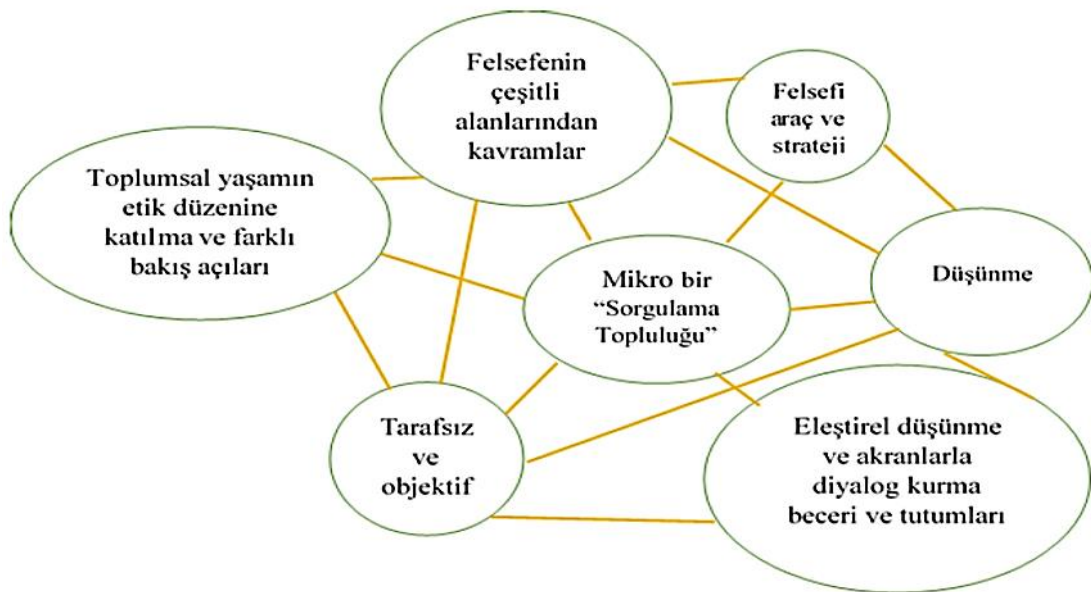 Felsefenin
çeşitli
alanlarından
kavramlar
Felsefi
araç ve
strateji
Toplumsal yaşamın
etik düzenine
katılma ve farklı
bakış açıları
Mikro bir
“Sorgulama
Topluluğu”
Düşünme
Tarafsız
ve
objektif
Eleştirel düşünme
ve akranlarla
diyalog kurma
beceri ve tutumları